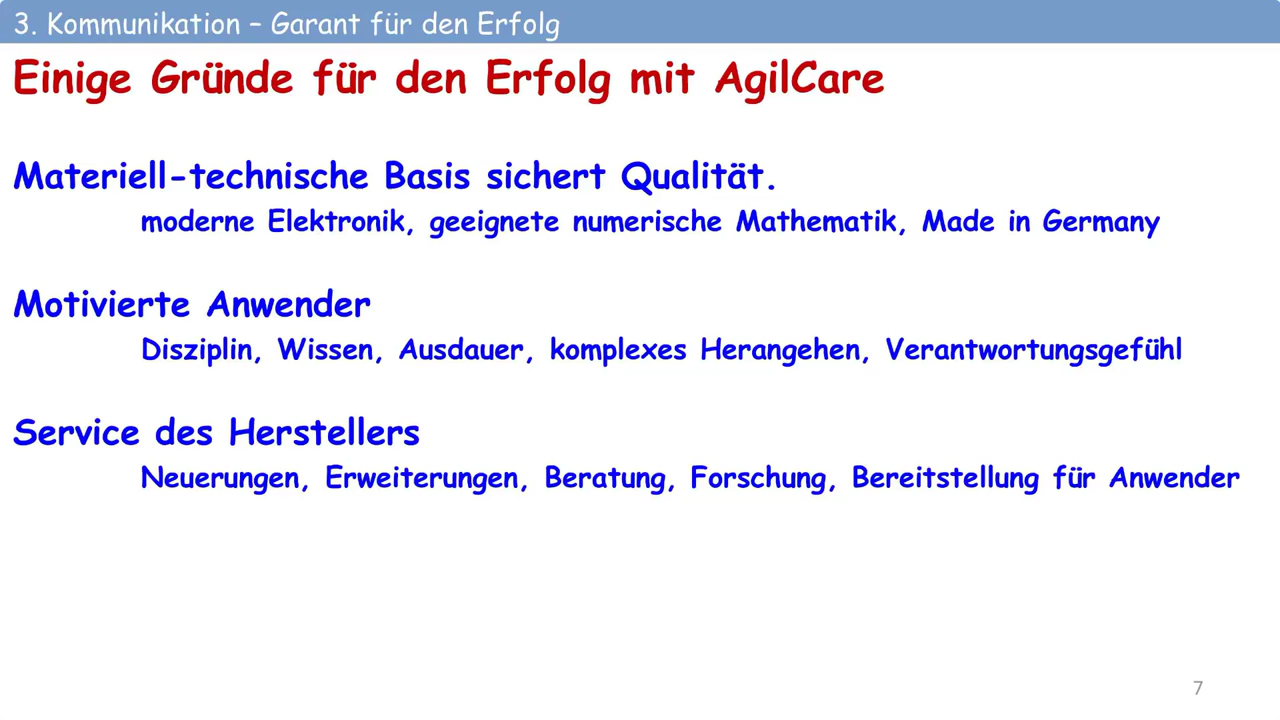 3. Kommunikation – Garant für den Erfolg
Einige Gründe für den Erfolg mit AgilCare
Materiell-technische Basis sichert Qualität.
moderne Elektronik, geeignete numerische Mathematik, Made in Germany
Motivierte Anwender
Disziplin, Wissen, Ausdauer, komplexes Herangehen, Verantwortungsgefühl
Service des Herstellers
Neuerungen, Erweiterungen, Beratung, Forschung, Bereitstellung für Anwender
7